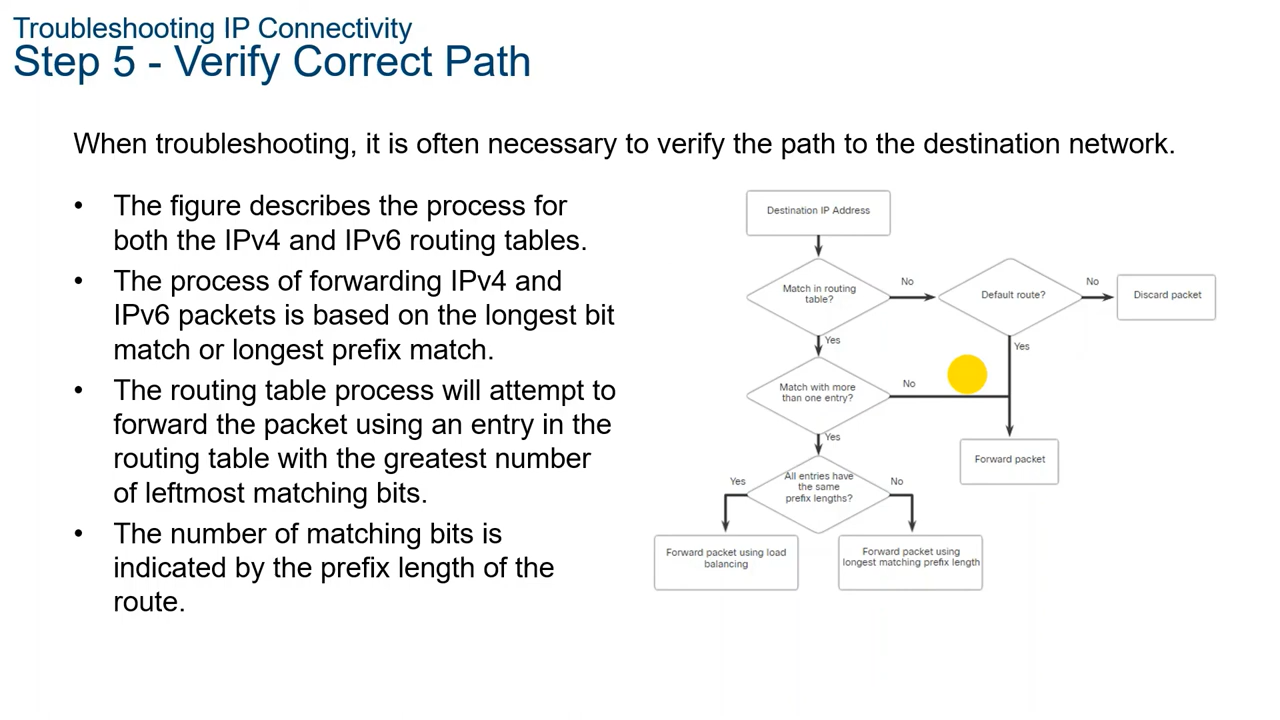 Troubleshooting IP Connectivity
Step 5 - Verify Correct Path
When troubleshooting, it is often necessary to verify the path to the destination network.
• The figure describes the process for
both the IPv4 and IPv6 routing tables.
• The process of forwarding IPv4 and
IPv6 packets is based on the longest bit
match or longest prefix match.
• The routing table process will attempt to
forward the packet using an entry in the
routing table with the greatest number
of leftmost matching bits.
• The number of matching bits is
indicated by the prefix length of the
route.
Destination IP Address
Match in routing
table?
No
Default route?
No
Discard packet
Yes
Yes
Match with more
than one entry?
No
Forward packet
Yes
All entries have
the same
prefix lengths?
Yes
No
Forward packet using load
balancing
Forward packet using
longest matching prefix length